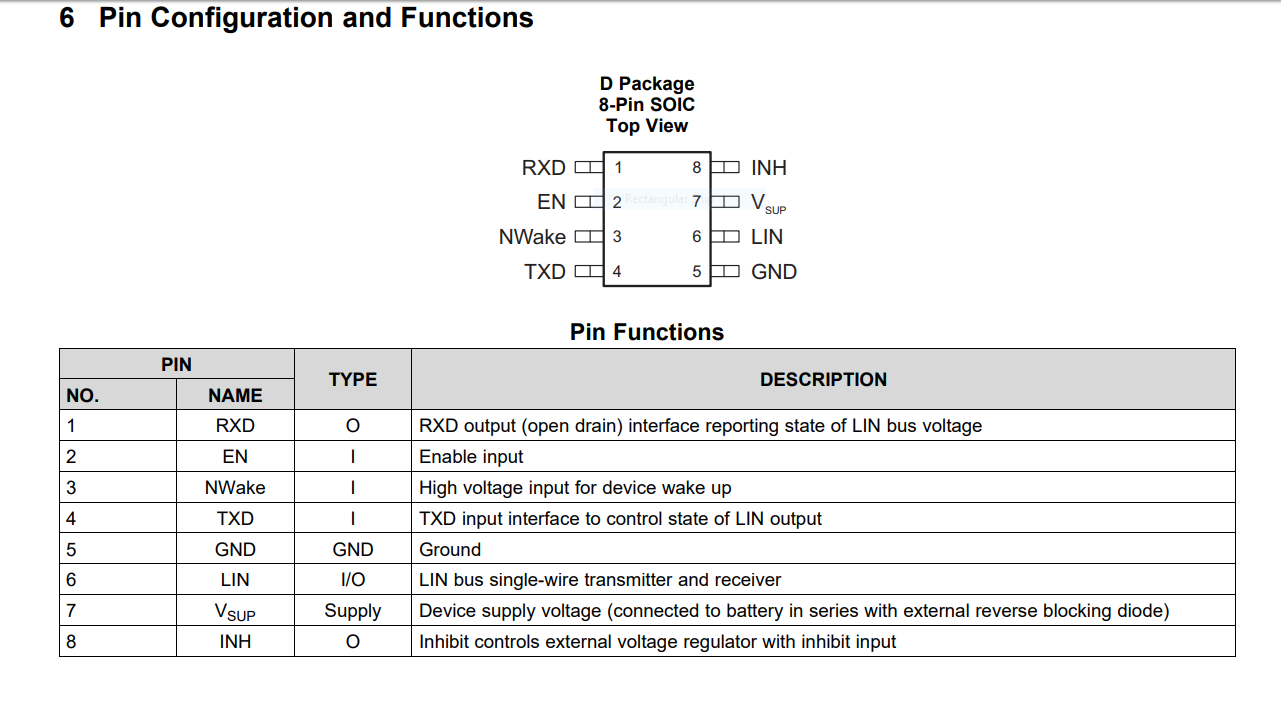 6 Pin Configuration and Functions
D Package
8-Pin SOIC
Top View
RXD 1 8 INH
EN 2 Rectangular 7 VSUP
NWake 3 6 LIN
TXD 4 5 GND
Pin Functions
PIN TYPE DESCRIPTION
NO. NAME
1 RXD O RXD output (open drain) interface reporting state of LIN bus voltage
2 EN I Enable input
3 NWake I High voltage input for device wake up
4 TXD I TXD input interface to control state of LIN output
5 GND GND Ground
6 LIN I/O LIN bus single-wire transmitter and receiver
7 VSUP Supply Device supply voltage (connected to battery in series with external reverse blocking diode)
8 INH O Inhibit controls external voltage regulator with inhibit input